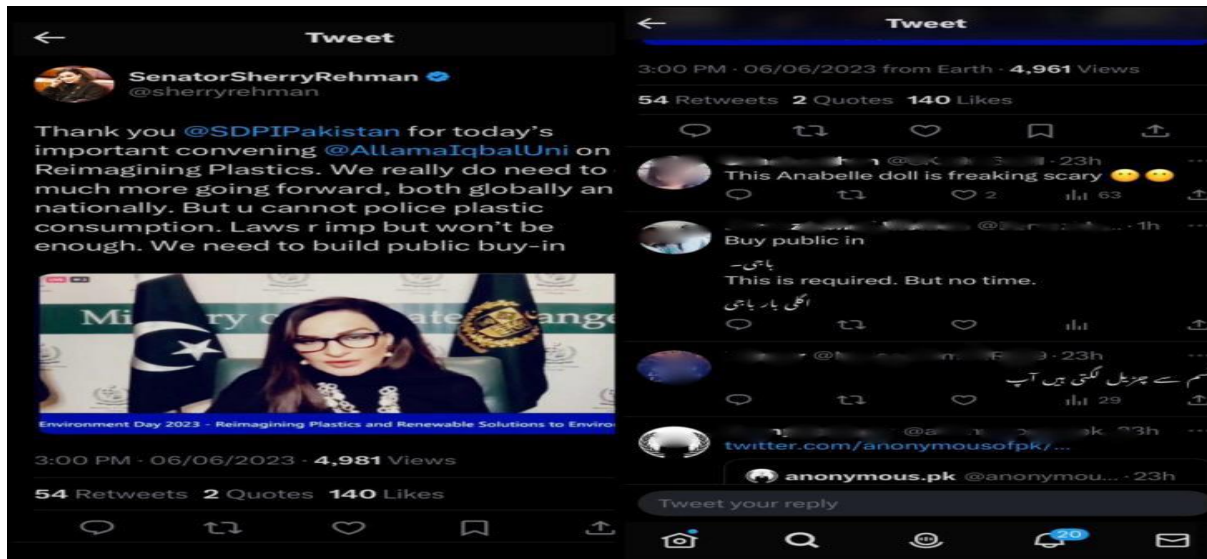 Tweet
SenatorSherryRehman
@sherryrehman
Thank you @SDPIPakistan for today's
important convening @AllamaIqbalUni on
Reimagining Plastics. We really do need to
much more going forward, both globally an
nationally. But u cannot police plastic
consumption. Laws r imp but won't be
enough. We need to build public buy-in
Environment Day 2023 - Reimagining Plastics and Renewable Solutions to Enviro
3:00 PM · 06/06/2023 · 4,981 Views
54 Retweets 2 Quotes 140 Likes
Tweet
3:00 PM · 06/06/2023 from Earth · 4,961 Views
54 Retweets 2 Quotes 140 Likes
· 23h
This Anabelle doll is freaking scary 😶😶
2 63
· 1h
Buy public in
باجی۔
This is required. But no time.
اگلی بار باجی
· 23h
سم سے چڑیل لگتی ہیں آپ
29
23h
twitter.com/anonymousofpk/...
anonymous.pk @anonymou... · 23h
Tweet your reply
20